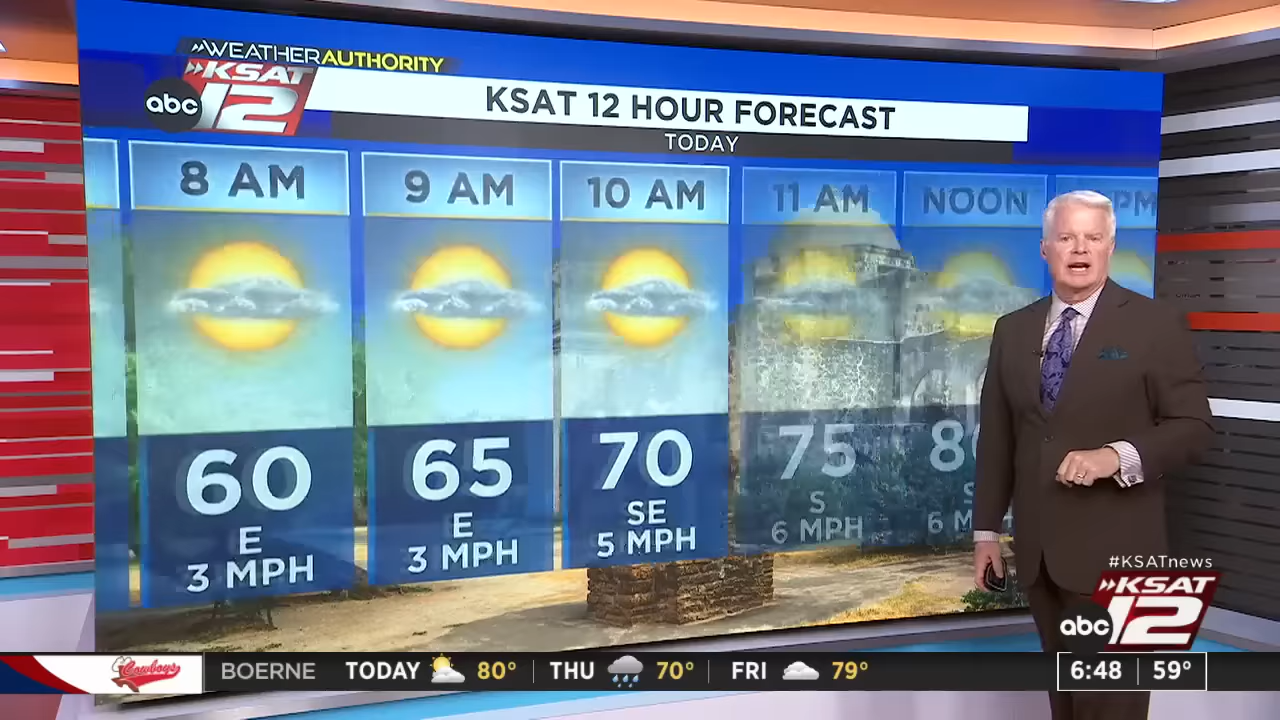 »WEATHERAUTHORITY
»KSAT
abc 12
KSAT 12 HOUR FORECAST
TODAY
8 AM
9 AM
10 AM
11 AM
NOON
PM
60
65
70
75
E
E
SE
S
3 MPH
3 MPH
5 MPH
6 MPH
#KSATnews
»KSAT
abc 12
Cowboys
BOERNE TODAY 80° THU 70° FRI 79°
6:48 59°